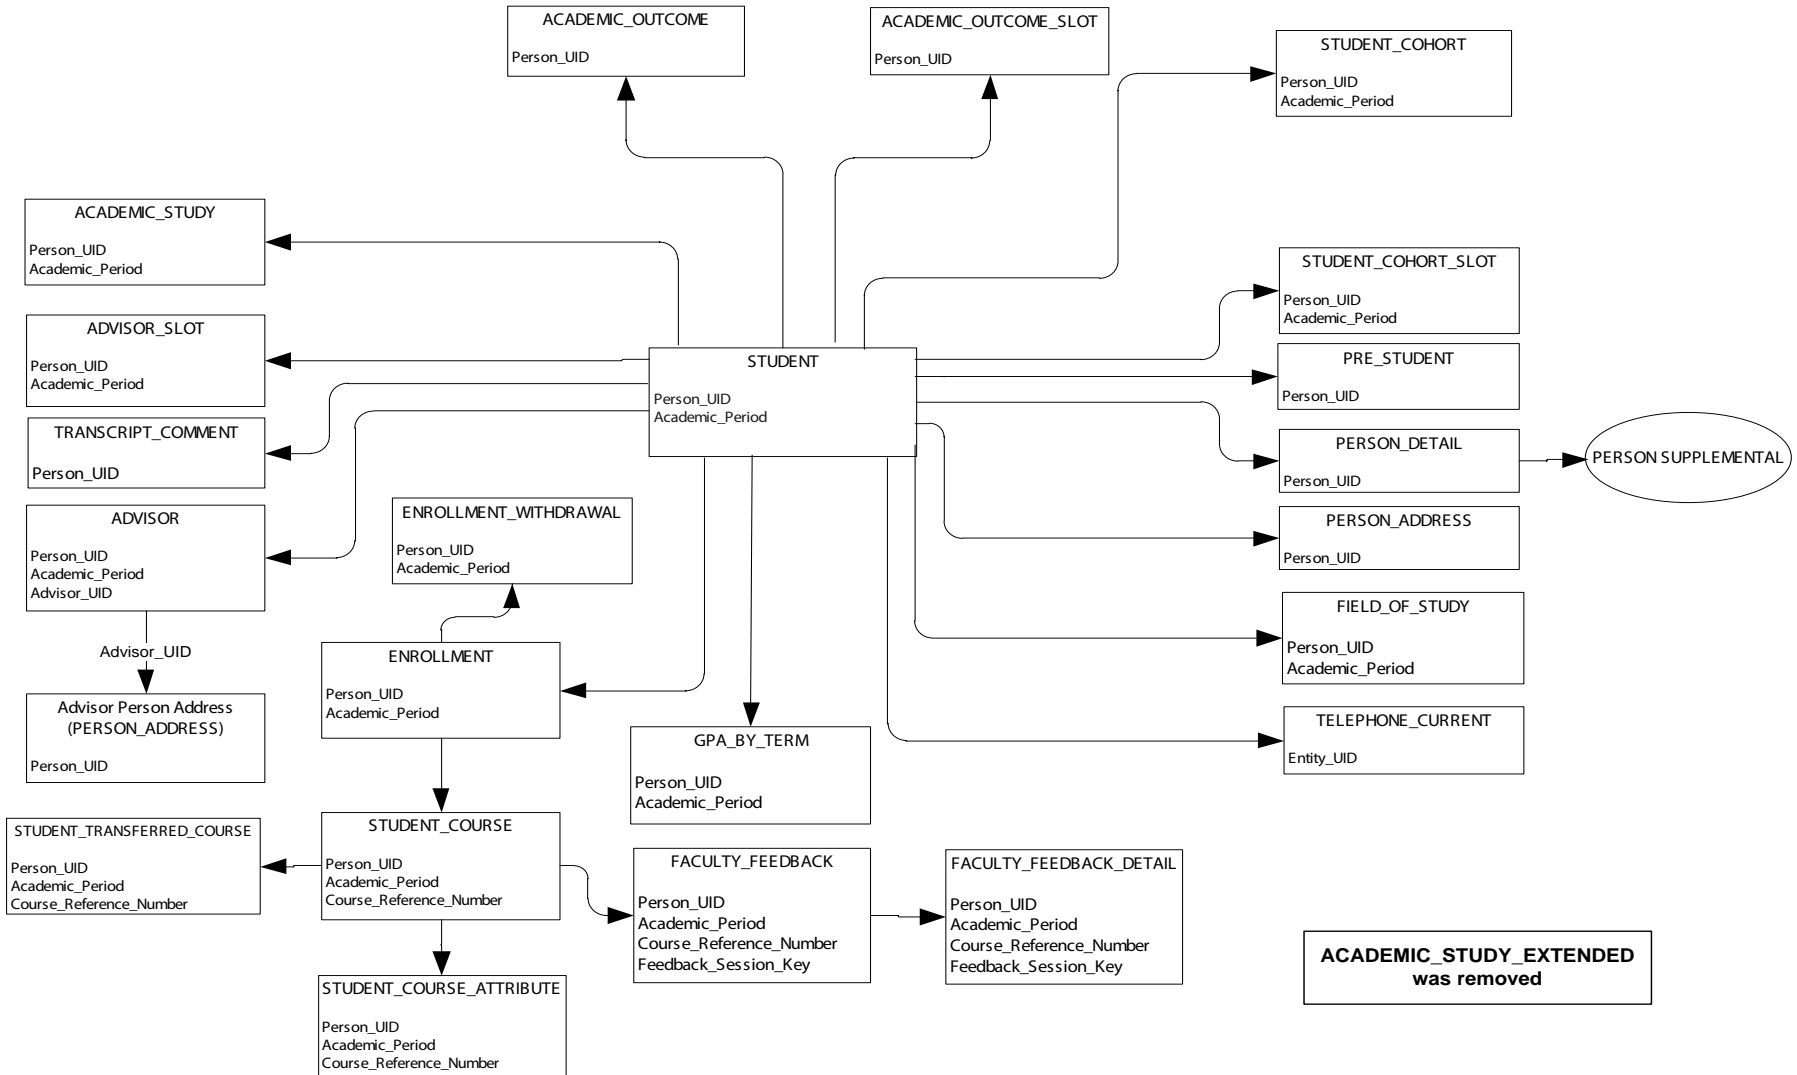 ACADEMIC_OUTCOME
Person_UID
ACADEMIC_OUTCOME_SLOT
Person_UID
STUDENT_COHORT
Person_UID
Academic_Period
ACADEMIC_STUDY
Person_UID
Academic_Period
STUDENT_COHORT_SLOT
Person_UID
Academic_Period
ADVISOR_SLOT
Person_UID
Academic_Period
STUDENT
Person_UID
Academic_Period
PRE_STUDENT
Person_UID
TRANSCRIPT_COMMENT
Person_UID
PERSON_DETAIL
Person_UID
PERSON SUPPLEMENTAL
ADVISOR
Person_UID
Academic_Period
Advisor_UID
ENROLLMENT_WITHDRAWAL
Person_UID
Academic_Period
PERSON_ADDRESS
Person_UID
FIELD_OF_STUDY
Person_UID
Academic_Period
Advisor_UID
ENROLLMENT
Person_UID
Academic_Period
Advisor Person Address
(PERSON_ADDRESS)
Person_UID
GPA_BY_TERM
Person_UID
Academic_Period
TELEPHONE_CURRENT
Entity_UID
STUDENT_TRANSFERRED_COURSE
Person_UID
Academic_Period
Course_Reference_Number
STUDENT_COURSE
Person_UID
Academic_Period
Course_Reference_Number
FACULTY_FEEDBACK
Person_UID
Academic_Period
Course_Reference_Number
Feedback_Session_Key
FACULTY_FEEDBACK_DETAIL
Person_UID
Academic_Period
Course_Reference_Number
Feedback_Session_Key
ACADEMIC_STUDY_EXTENDED
was removed
STUDENT_COURSE_ATTRIBUTE
Person_UID
Academic_Period
Course_Reference_Number